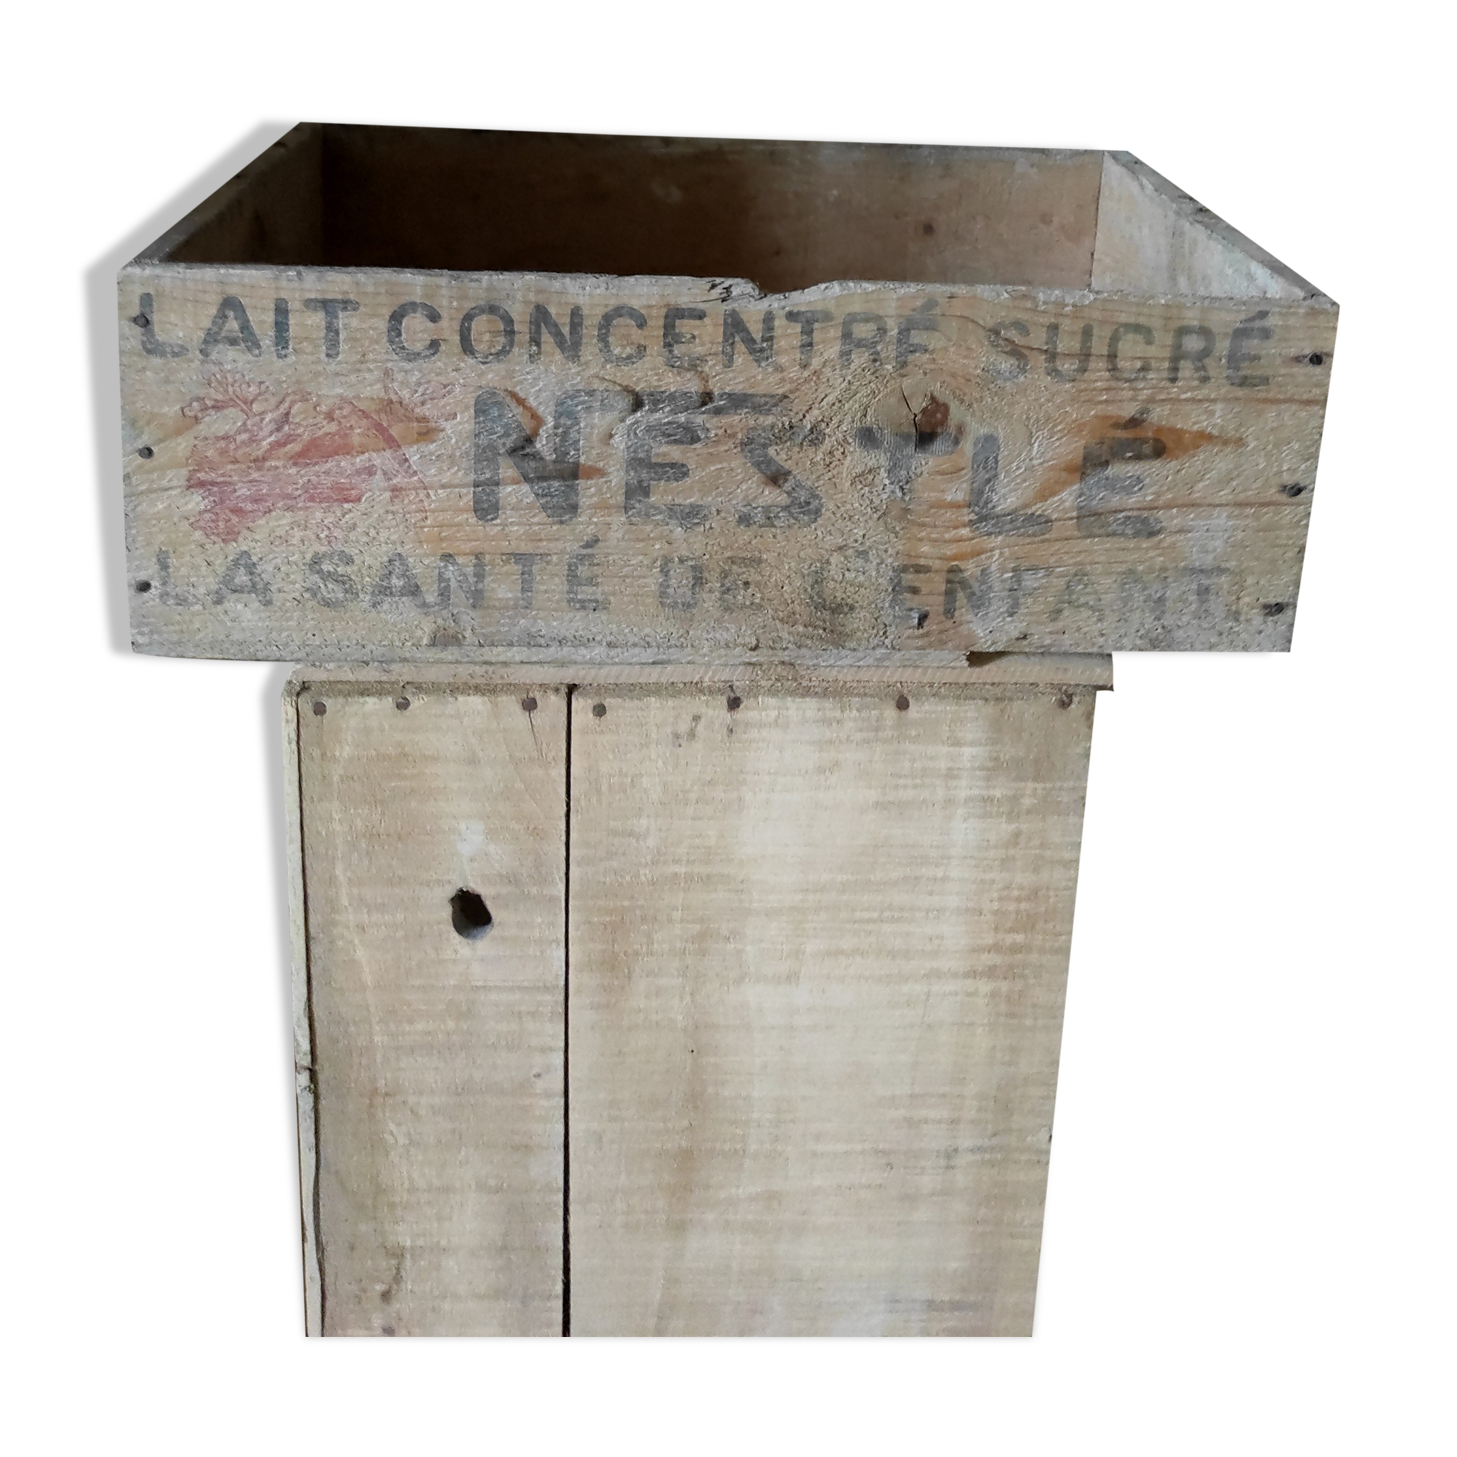 LAIT CONCENTRÉ SUCRÉ
NESTLÉ
LA SANTÉ DE L'ENFANT